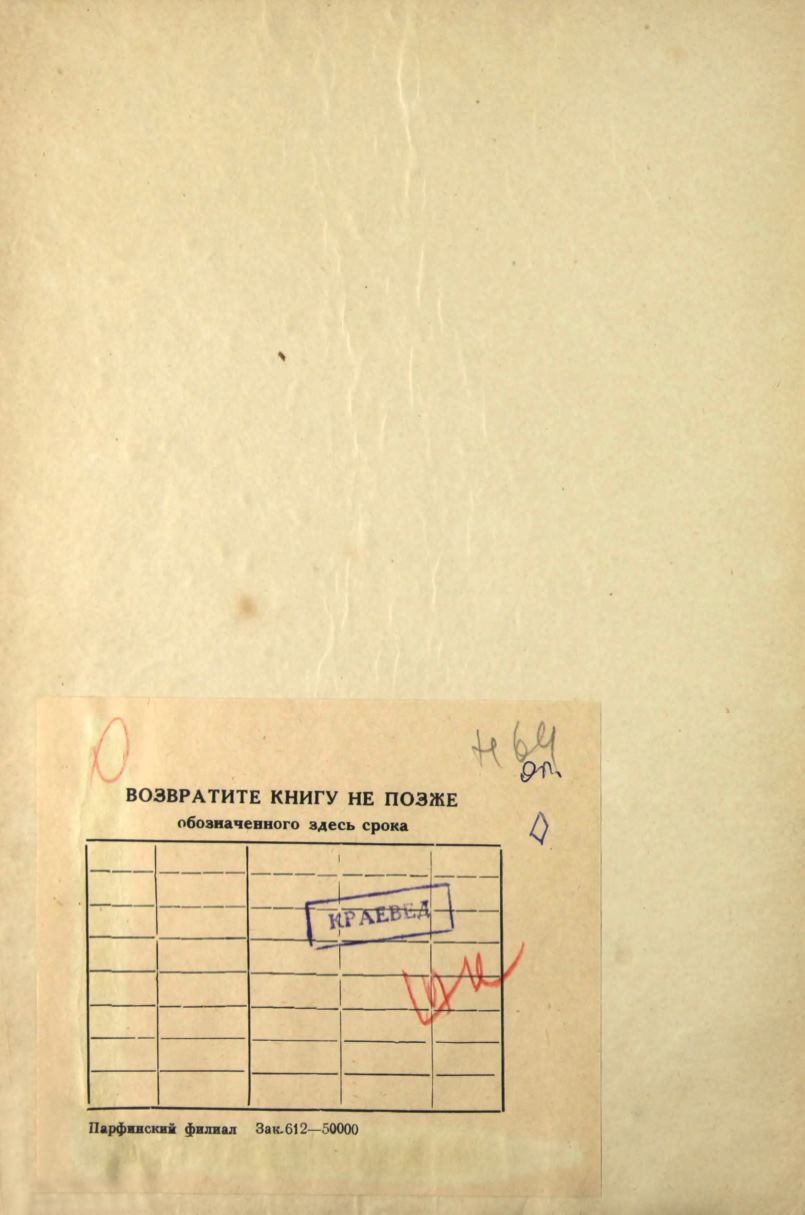 Н 64
ВОЗВРАТИТЕ КНИГУ НЕ ПОЗЖЕ
обозначенного здесь срока
КРАЕВЕД
Парфинский филиал Зак.612—50000